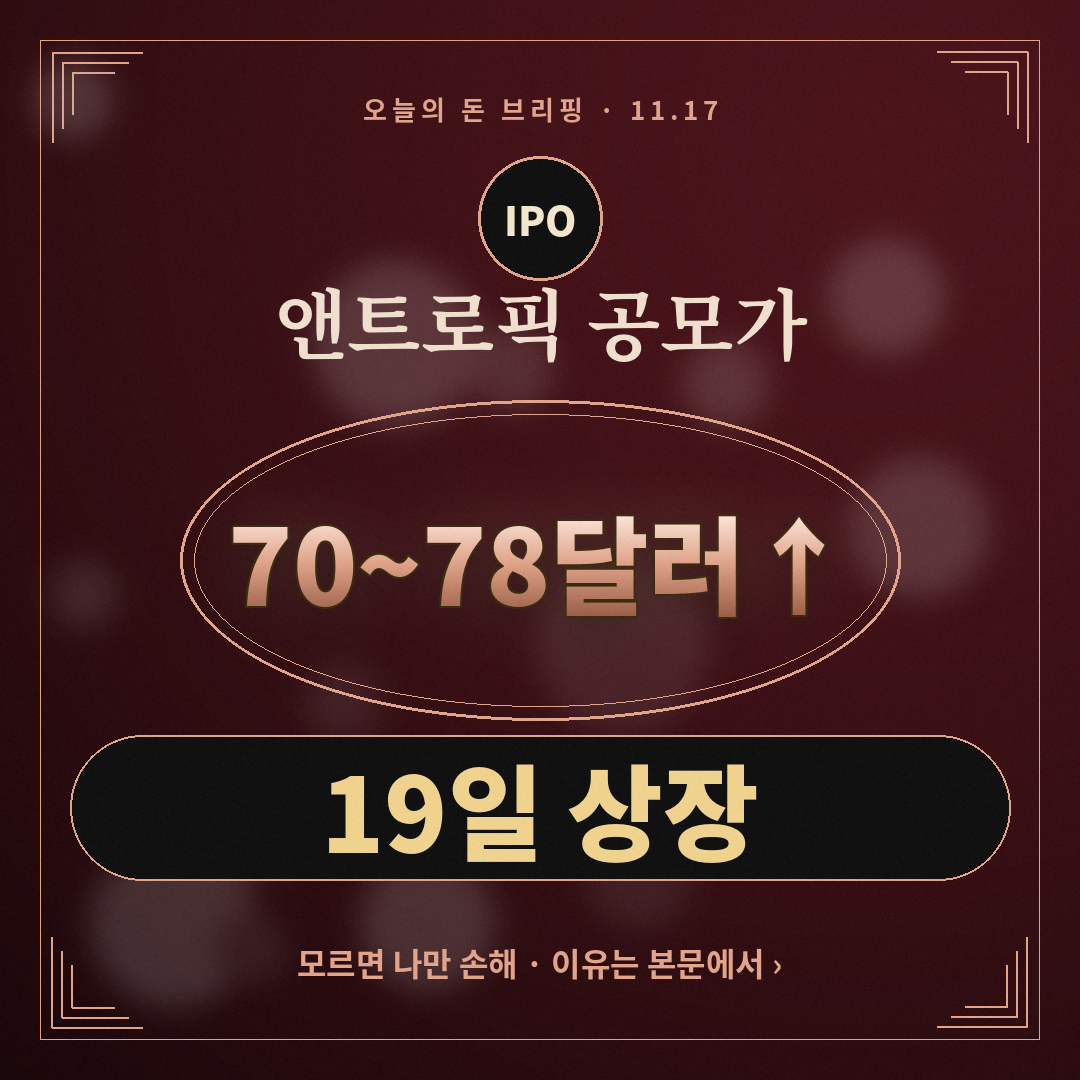 오늘의 돈 브리핑 · 11.17
IPO
앤트로픽 공모가
70~78달러↑
19일 상장
모르면 나만 손해 · 이유는 본문에서 ›